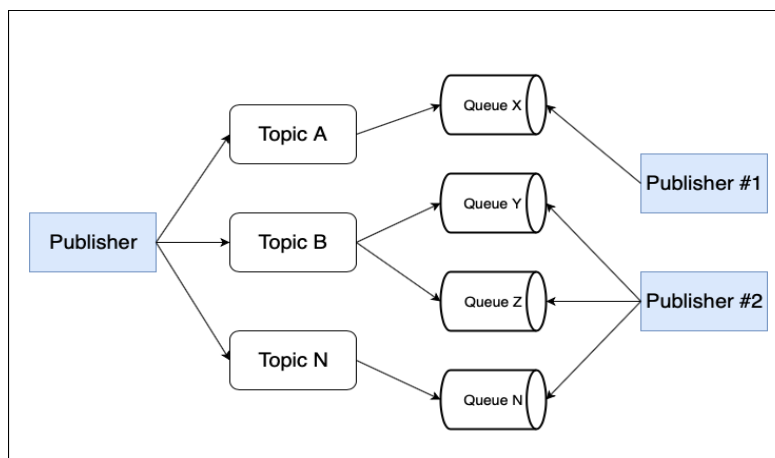 Publisher
Topic A
Topic B
Topic N
Queue X
Queue Y
Queue Z
Queue N
Publisher #1
Publisher #2